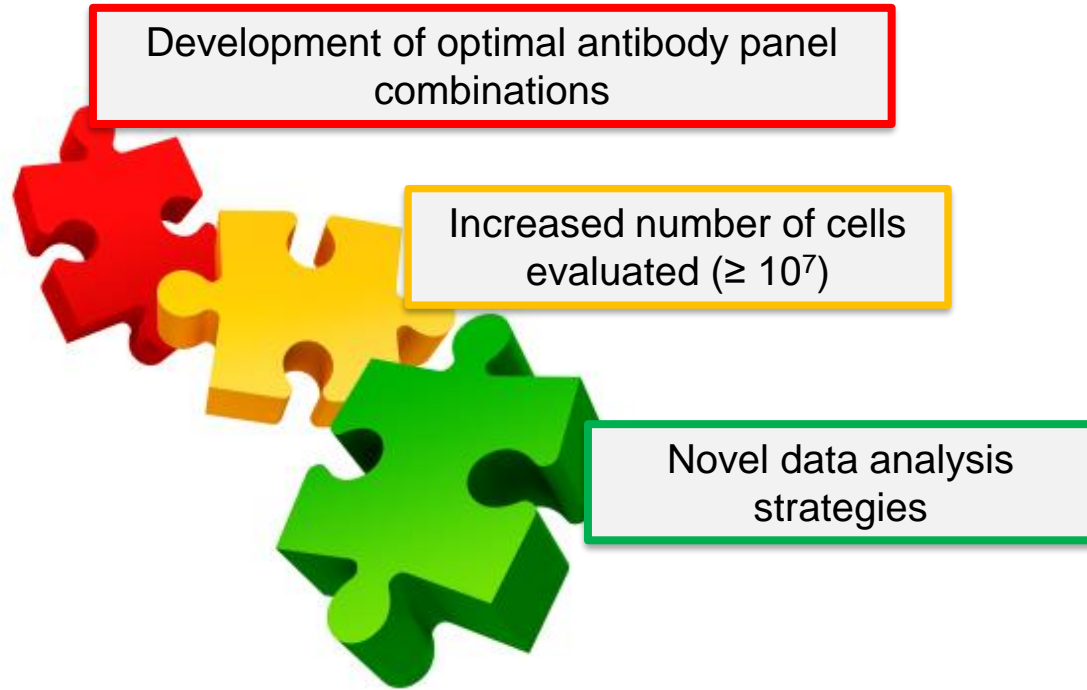 Development of optimal antibody panel
combinations
Increased number of cells
evaluated (≥ 10⁷)
Novel data analysis
strategies